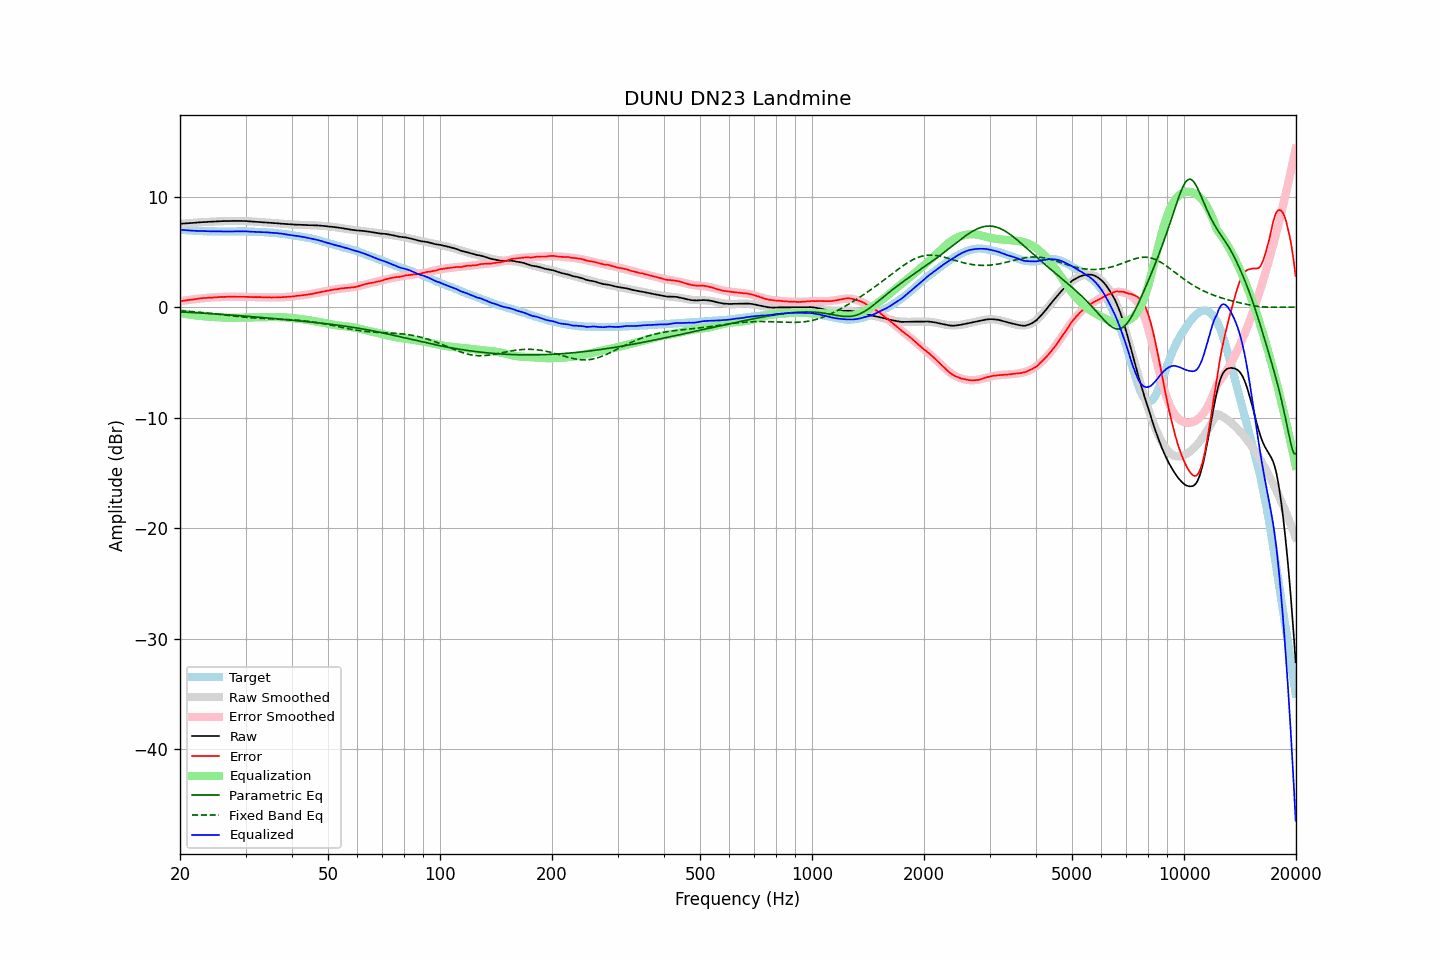 DUNU DN23 Landmine
Amplitude (dBr)
10
0
−10
−20
−30
−40
Target
Raw Smoothed
Error Smoothed
Raw
Error
Equalization
Parametric Eq
Fixed Band Eq
Equalized
20 50 100 200 500 1000 2000 5000 10000 20000
Frequency (Hz)